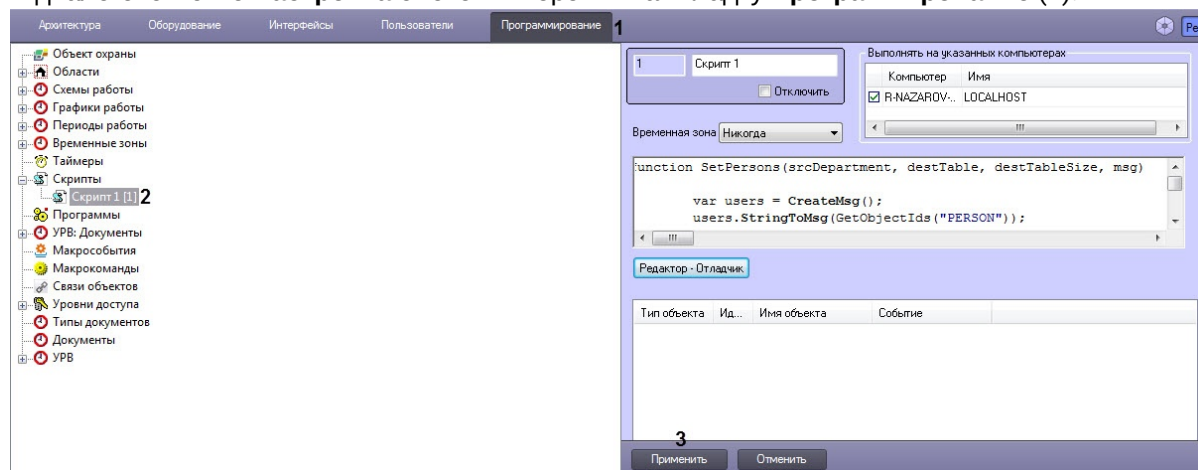 Архитектура Оборудование Интерфейсы Пользователи Программирование 1
Объект охраны
Области
Схемы работы
Графики работы
Периоды работы
Временные зоны
Таймеры
Скрипты
Скрипт 1 [1] 2
Программы
УРВ: Документы
Макрособытия
Макрокоманды
Связи объектов
Уровни доступа
Типы документов
Документы
УРВ
1 Скрипт 1
Отключить
Выполнять на указанных компьютерах
Компьютер Имя
R-NAZAROV-.. LOCALHOST
Временная зона Никогда
function SetPersons(srcDepartment, destTable, destTableSize, msg)
var users = CreateMsg();
users.StringToMsg(GetObjectIds("PERSON"));
Редактор - Отладчик
Тип объекта Ид... Имя объекта Событие
3
Применить Отменить